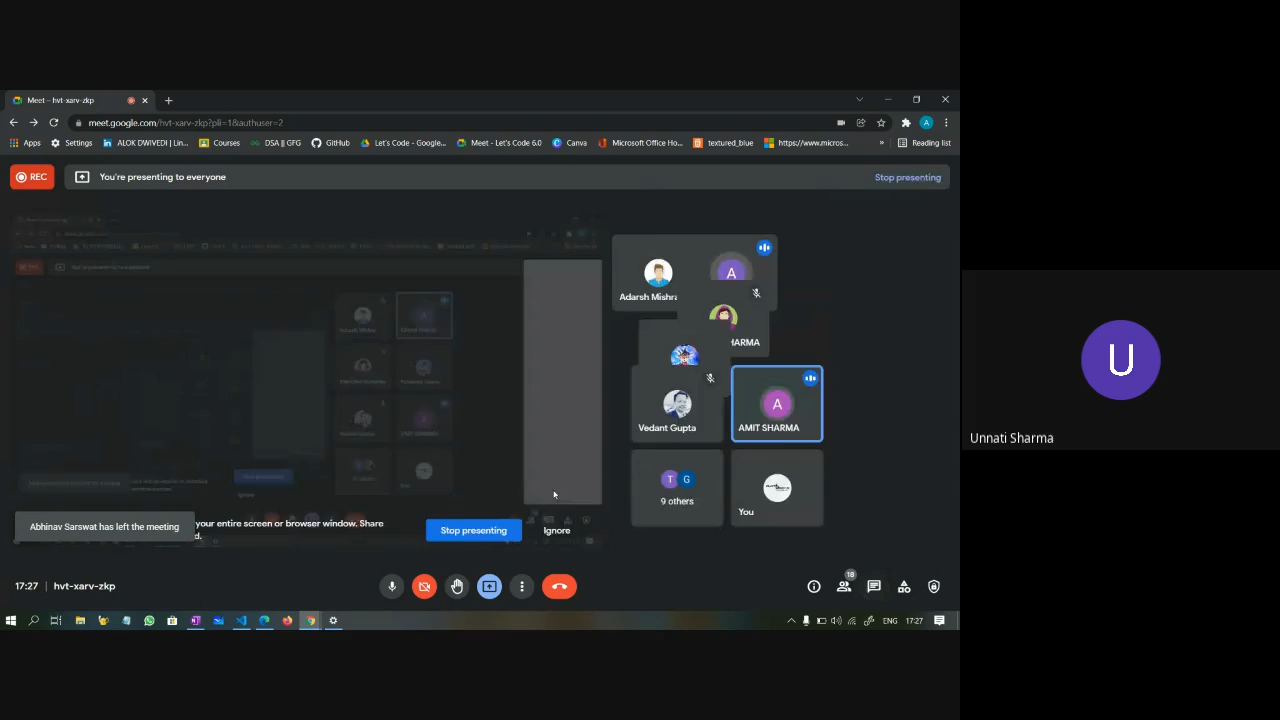 Meet – hvt-xarv-zkp
meet.google.com/hvt-xarv-zkp?pli=1&authuser=2
A
Apps
Settings
ALOK DWIVEDI | Lin...
Courses
DSA || GFG
GitHub
Let's Code - Google...
Meet - Let's Code 6.0
Canva
Microsoft Office Ho...
textured_blue
https://www.micros...
»
Reading list
REC
You're presenting to everyone
Stop presenting
A
Adarsh Mishra
HARMA
A
Vedant Gupta
AMIT SHARMA
T G
9 others
You
Abhinav Sarswat has left the meeting
your entire screen or browser window. Share
d.
Stop presenting
Ignore
17:27 | hvt-xarv-zkp
18
ENG
17:27
U
Unnati Sharma